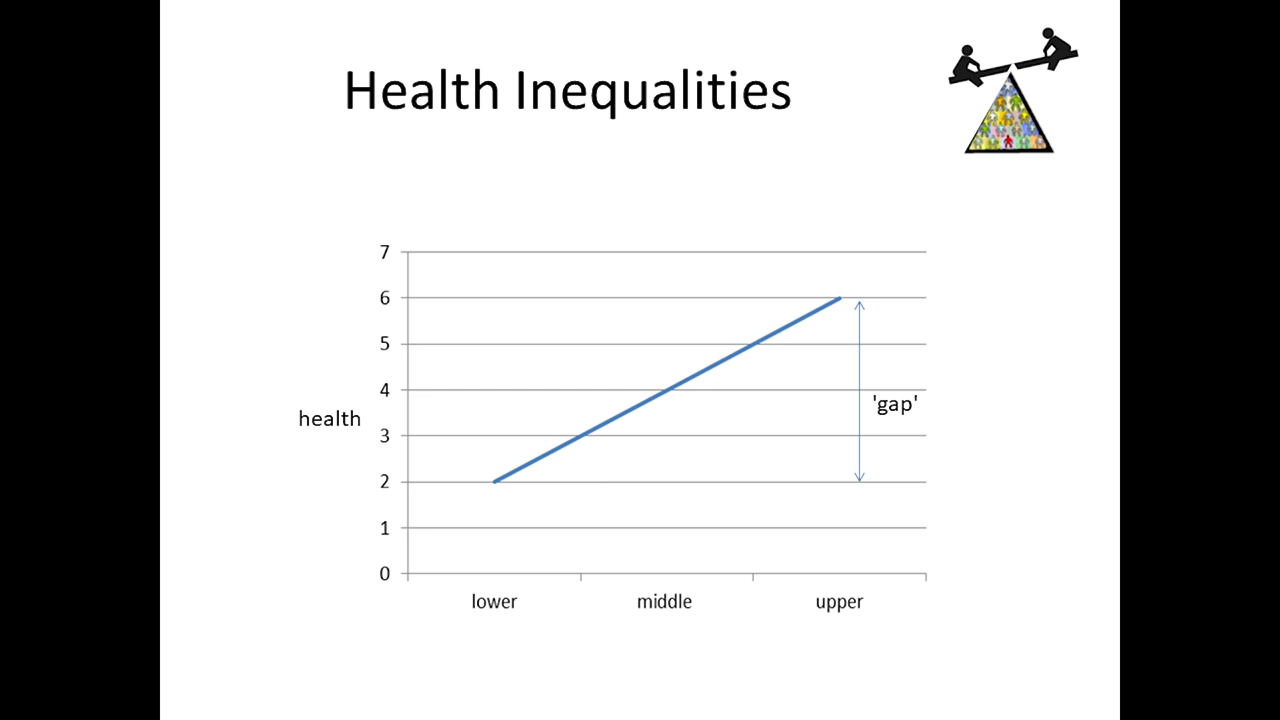 Health Inequalities
7
6
5
4
'gap'
health
3
2
1
0
lower middle upper